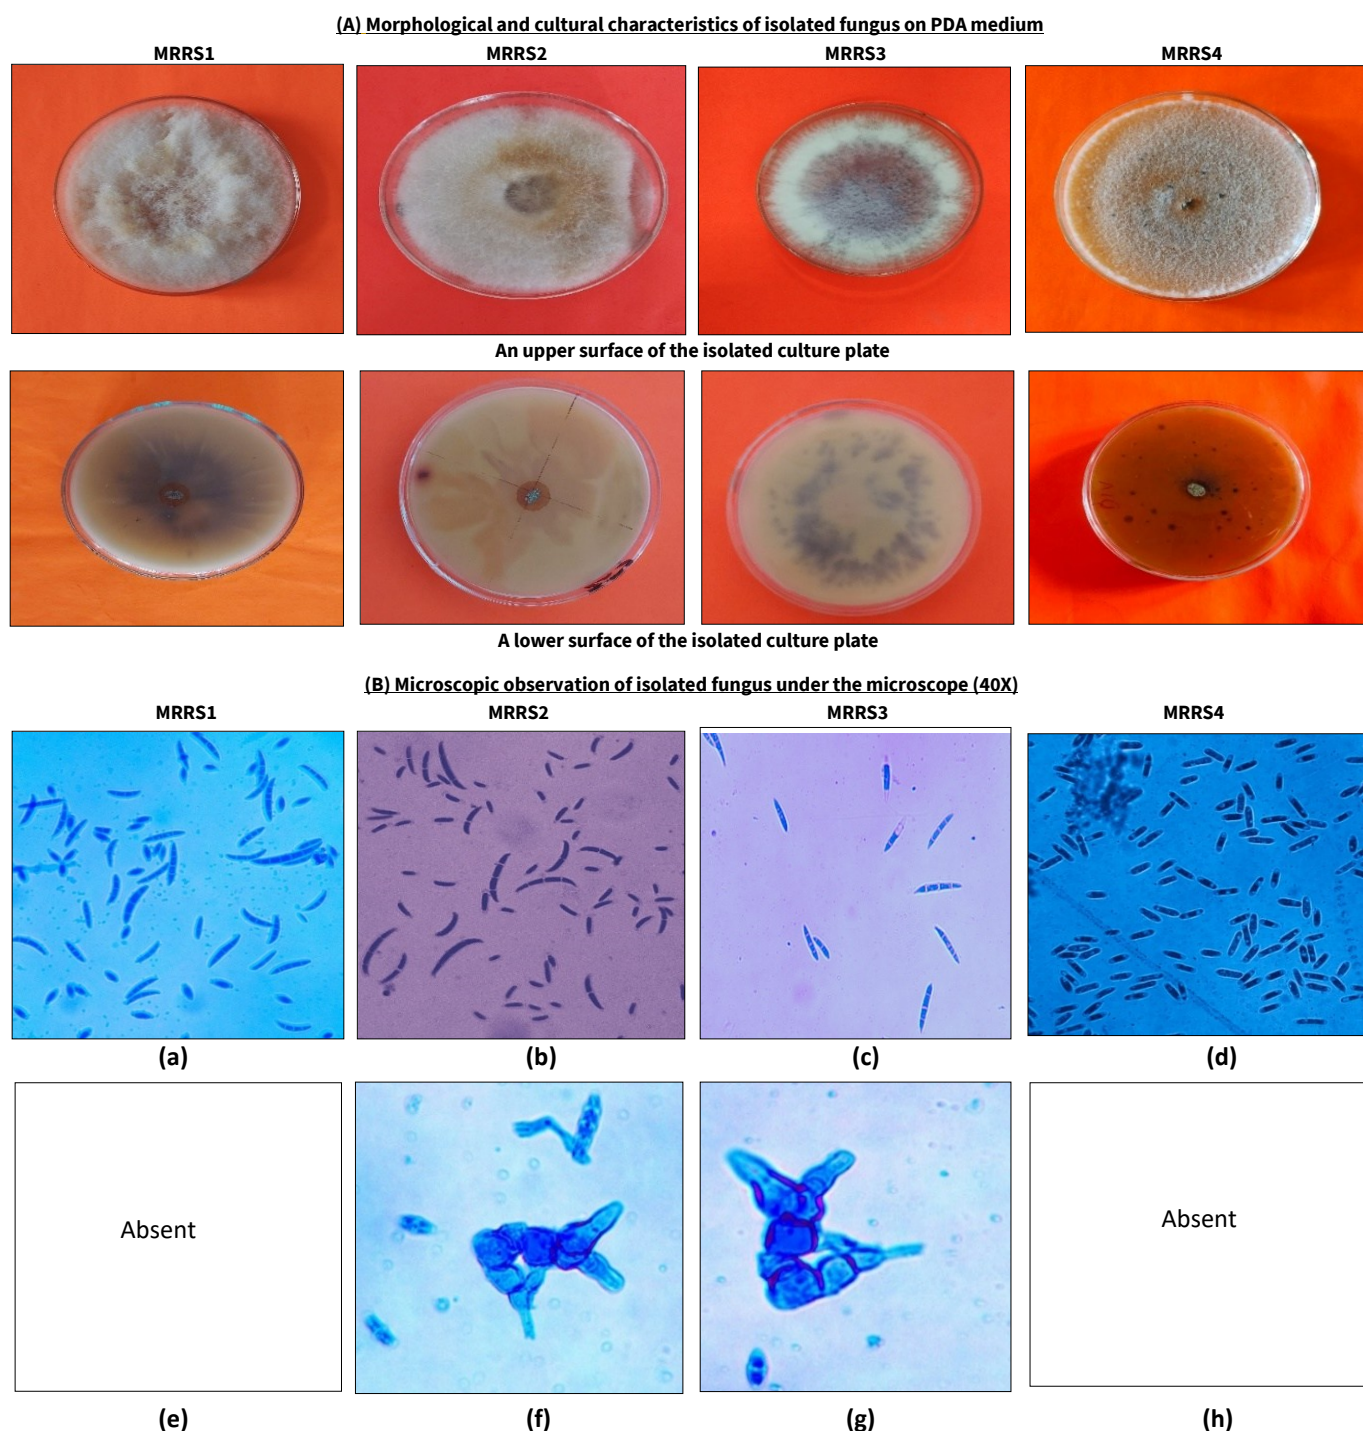 (A) Morphological and cultural characteristics of isolated fungus on PDA medium
MRRS1 MRRS2 MRRS3 MRRS4
An upper surface of the isolated culture plate
A lower surface of the isolated culture plate
(B) Microscopic observation of isolated fungus under the microscope (40X)
MRRS1 MRRS2 MRRS3 MRRS4
(a) (b) (c) (d)
Absent Absent
(e) (f) (g) (h)